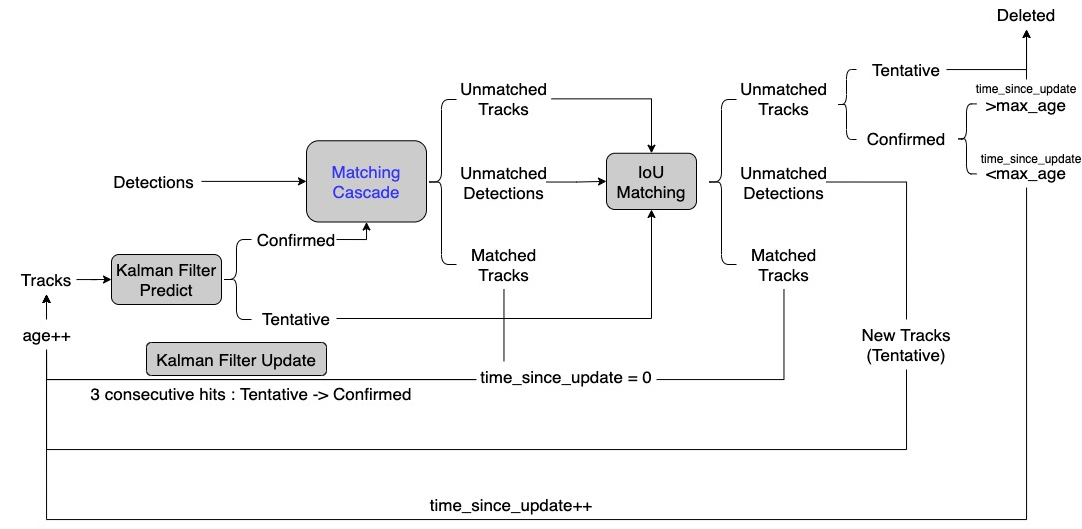 Deleted
Tentative
time_since_update
>max_age
Unmatched
Tracks
Unmatched
Tracks
Confirmed
time_since_update
<max_age
Detections
Matching
Cascade
Unmatched
Detections
IoU
Matching
Unmatched
Detections
Confirmed
Matched
Tracks
Matched
Tracks
Tracks
Kalman Filter
Predict
Tentative
age++
Kalman Filter Update
New Tracks
(Tentative)
time_since_update = 0
3 consecutive hits : Tentative -> Confirmed
time_since_update++